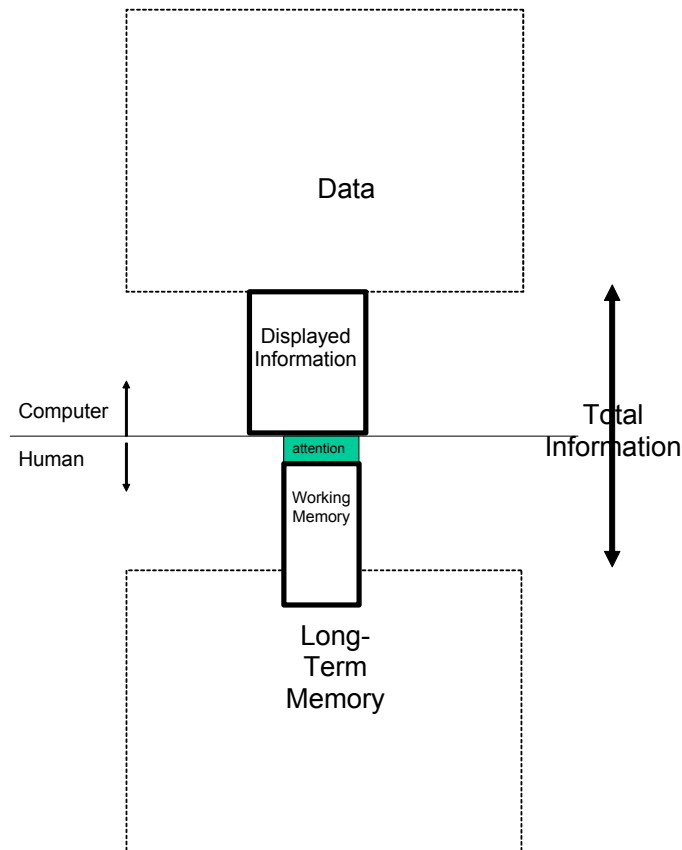 Data
Displayed
Information
Computer
Total
Information
Human
attention
Working
Memory
Long-
Term
Memory